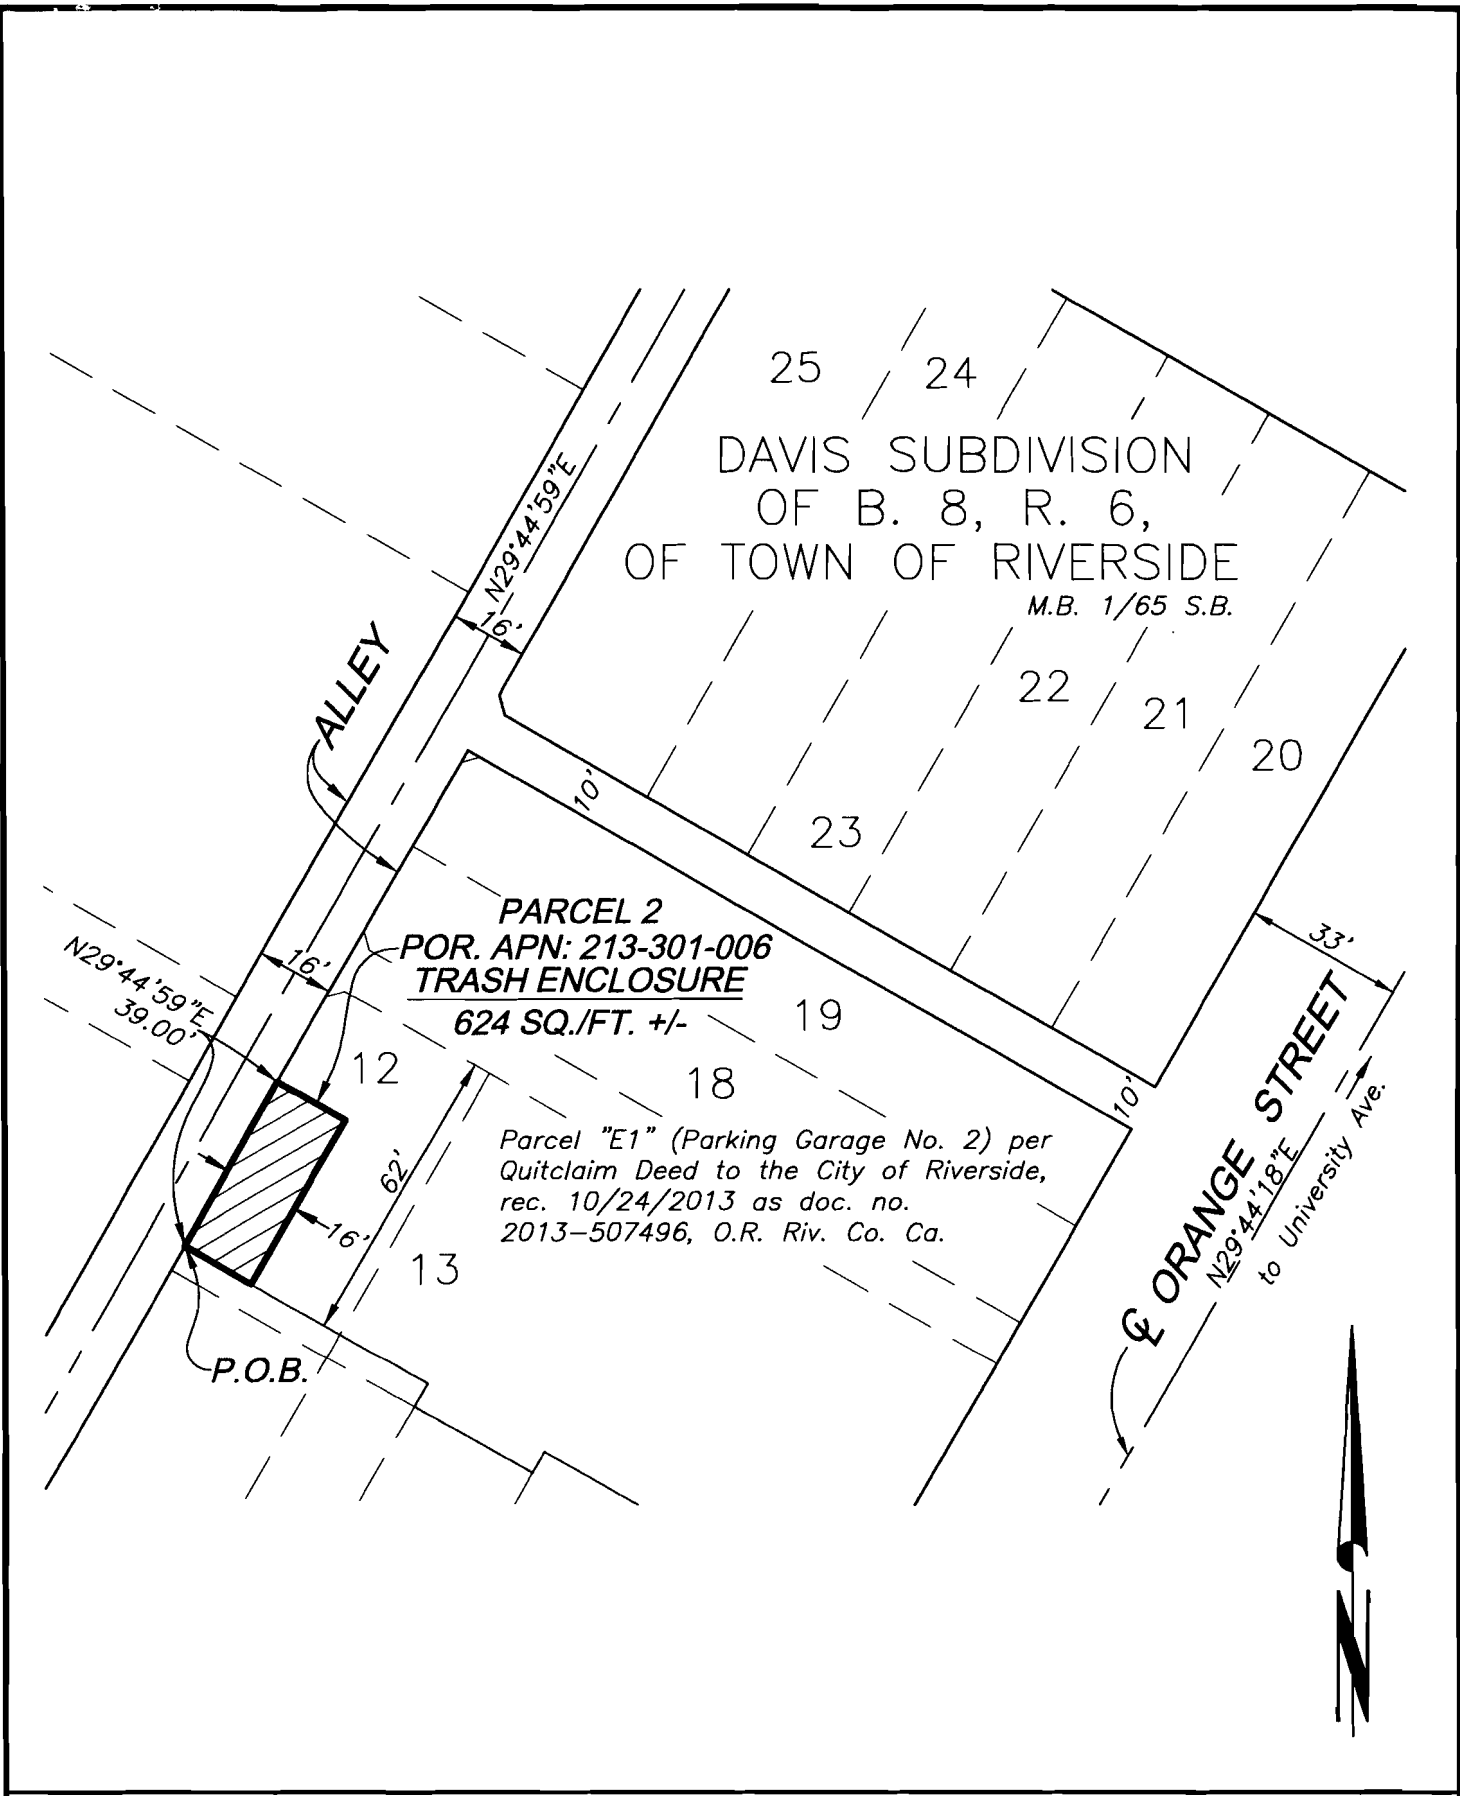 25
24
DAVIS SUBDIVISION
OF B. 8, R. 6,
OF TOWN OF RIVERSIDE
M.B. 1/65 S.B.
N29°44'59"E
16'
ALLEY
22
21
20
10'
23
PARCEL 2
POR. APN: 213-301-006
TRASH ENCLOSURE
624 SQ./FT. +/-
16'
N29°44'59"E
39.00'
33'
19
12
18
10'
Parcel "E1" (Parking Garage No. 2) per
Quitclaim Deed to the City of Riverside,
rec. 10/24/2013 as doc. no.
2013-507496, O.R. Riv. Co. Ca.
62'
16'
13
℄ ORANGE STREET
N29°44'18"E
to University Ave.
P.O.B.
N